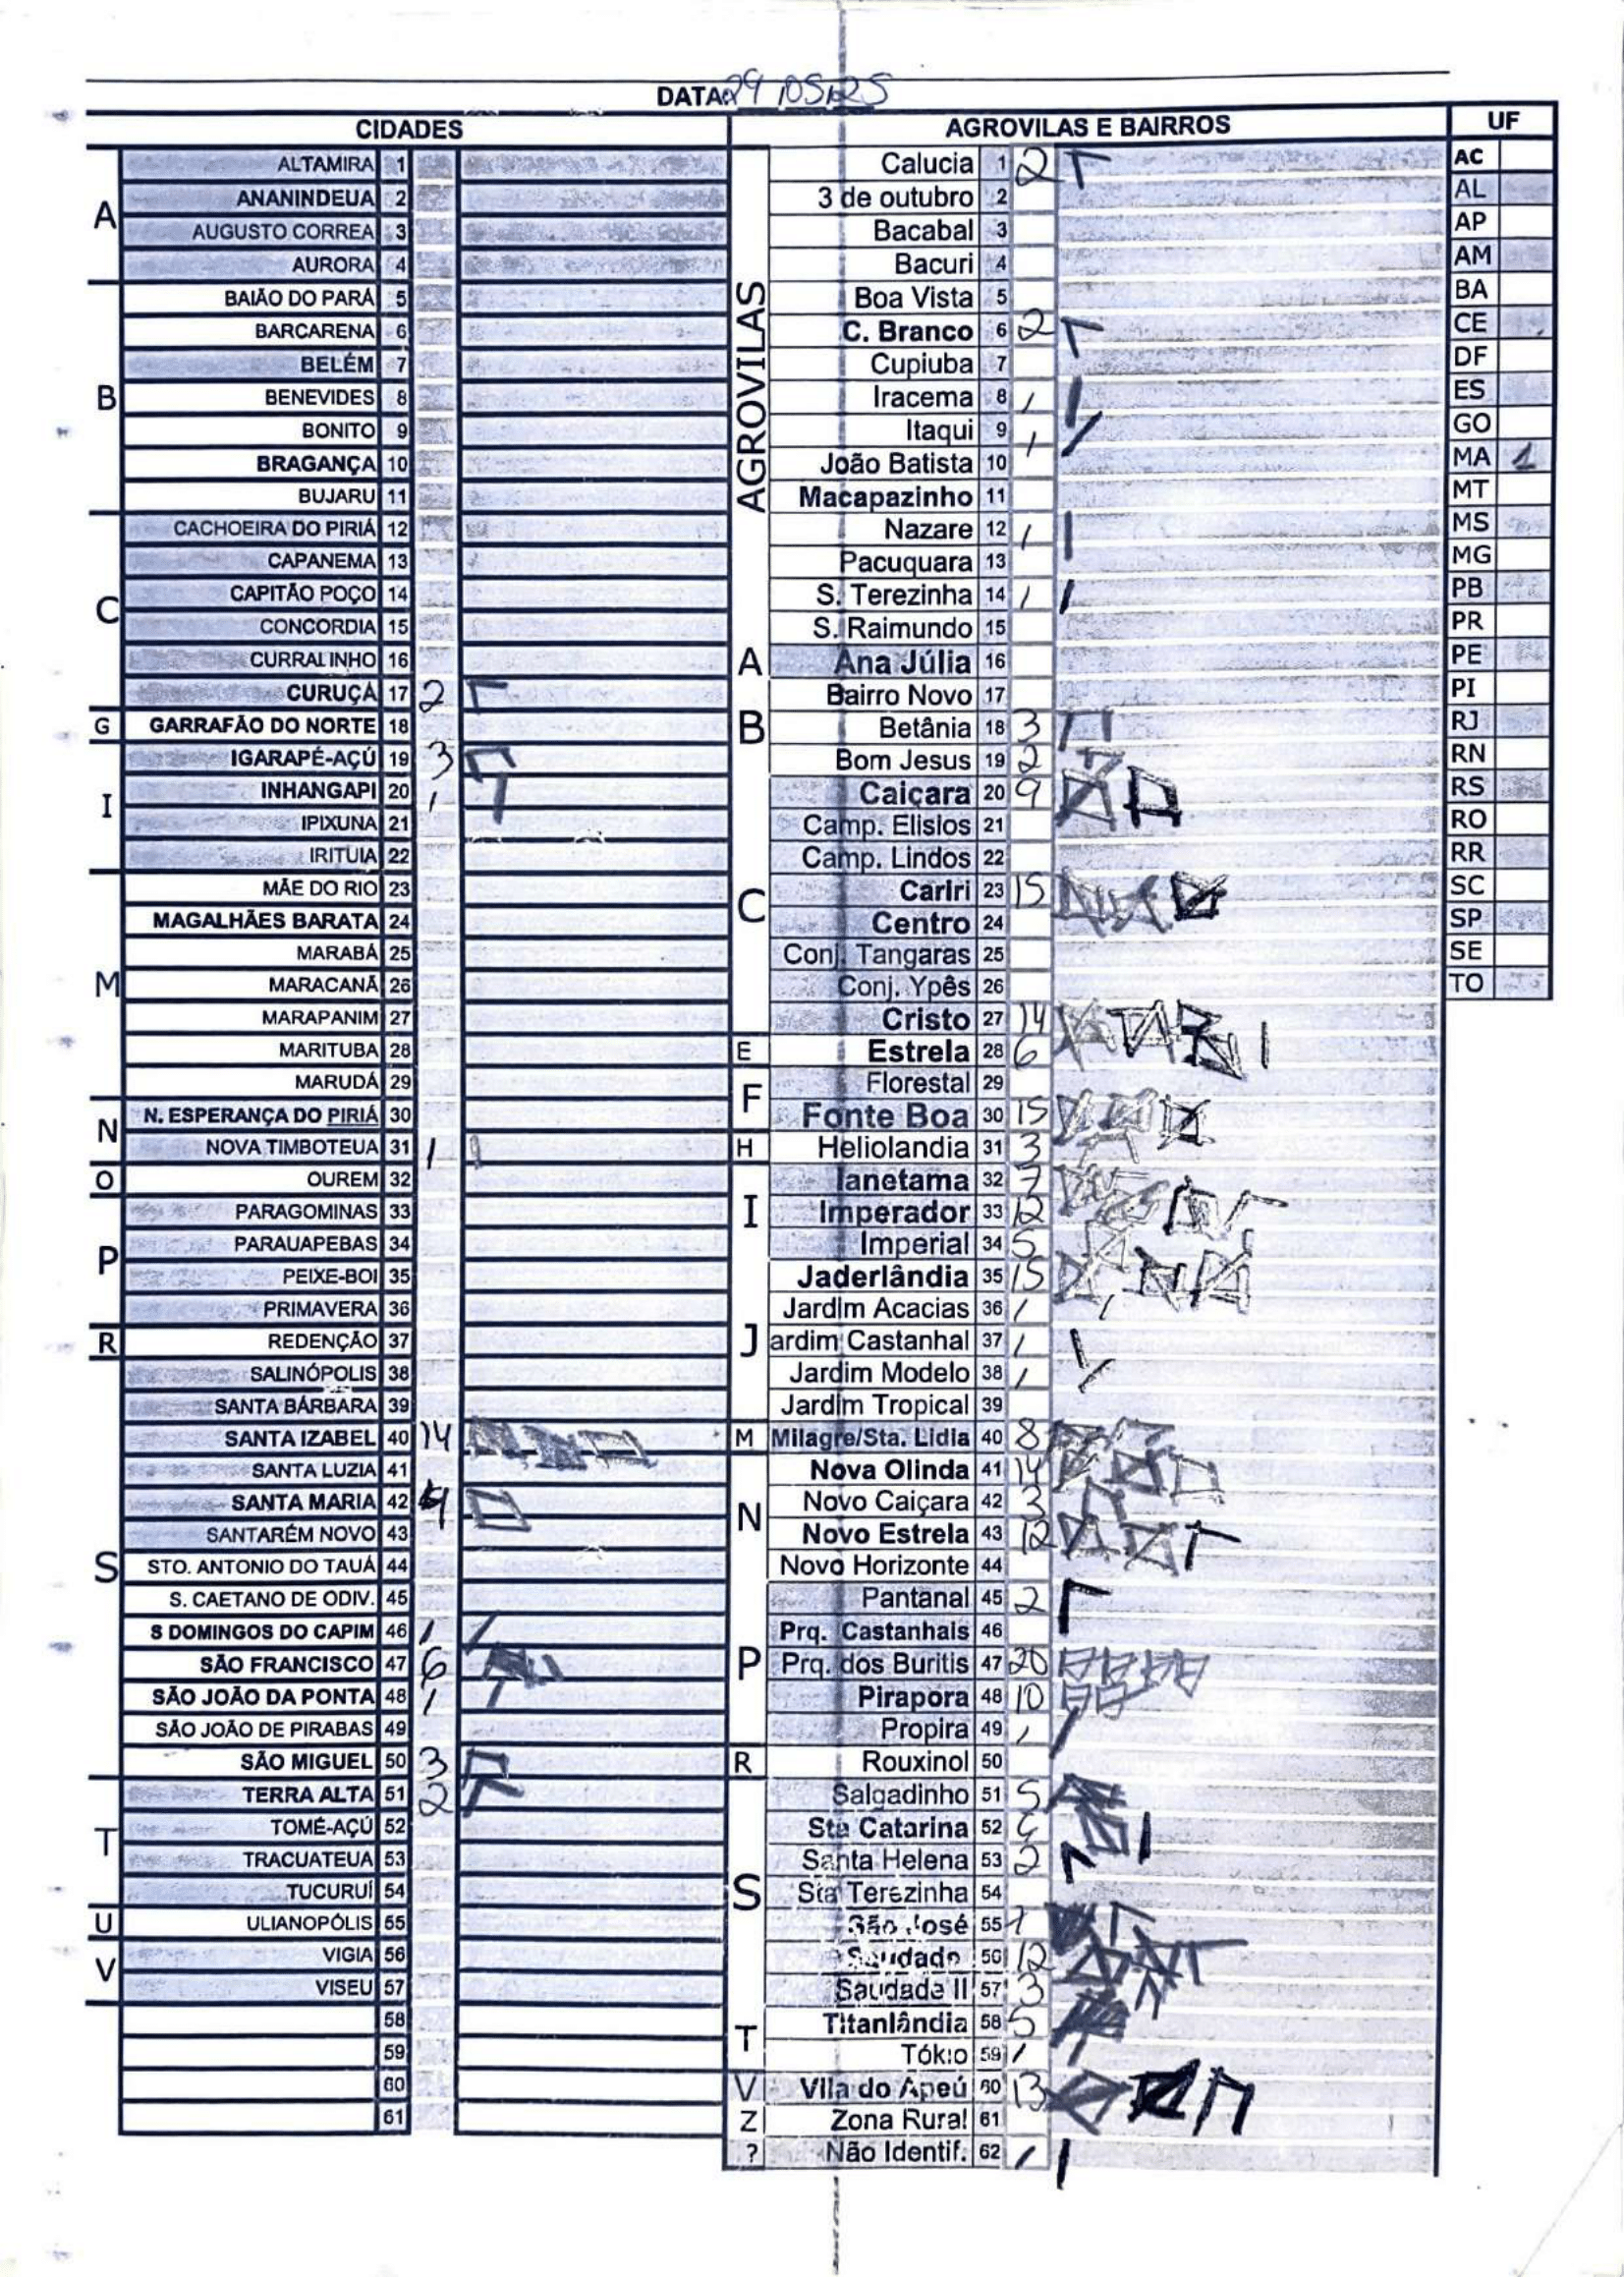 DATA: 29/05/25
CIDADES
A
ALTAMIRA 1
ANANINDEUA 2
AUGUSTO CORREA 3
AURORA 4
B
BAIÃO DO PARÁ 5
BARCARENA 6
BELÉM 7
BENEVIDES 8
BONITO 9
BRAGANÇA 10
BUJARU 11
C
CACHOEIRA DO PIRIÁ 12
CAPANEMA 13
CAPITÃO POÇO 14
CONCORDIA 15
CURRALINHO 16
CURUÇÁ 17 2
G
GARRAFÃO DO NORTE 18
I
IGARAPÉ-AÇÚ 19 3
INHANGAPI 20 1
IPIXUNA 21
IRITUIA 22
M
MÃE DO RIO 23
MAGALHÃES BARATA 24
MARABÁ 25
MARACANÃ 26
MARAPANIM 27
MARITUBA 28
MARUDÁ 29
N
N. ESPERANÇA DO PIRIÁ 30
NOVA TIMBOTEUA 31 1
O
OUREM 32
P
PARAGOMINAS 33
PARAUAPEBAS 34
PEIXE-BOI 35
PRIMAVERA 36
R
REDENÇÃO 37
S
SALINÓPOLIS 38
SANTA BÁRBARA 39
SANTA IZABEL 40 14
SANTA LUZIA 41
SANTA MARIA 42 4
SANTARÉM NOVO 43
STO. ANTONIO DO TAUÁ 44
S. CAETANO DE ODIV. 45
S DOMINGOS DO CAPIM 46 1
SÃO FRANCISCO 47 6
SÃO JOÃO DA PONTA 48 1
SÃO JOÃO DE PIRABAS 49
SÃO MIGUEL 50 3
T
TERRA ALTA 51 2
TOMÉ-AÇÚ 52
TRACUATEUA 53
TUCURUÍ 54
U
ULIANOPÓLIS 55
V
VIGIA 56
VISEU 57
58
59
60
61
AGROVILAS E BAIRROS
AGROVILAS
Calucia 1 2
3 de outubro 2
Bacabal 3
Bacuri 4
Boa Vista 5
C. Branco 6 2
Cupiuba 7
Iracema 8 1
Itaqui 9 1
João Batista 10
Macapazinho 11
Nazare 12 1
Pacuquara 13
S. Terezinha 14 1
S. Raimundo 15
A
Ana Júlia 16
B
Bairro Novo 17
Betânia 18 3
Bom Jesus 19 2
C
Caiçara 20 9
Camp. Elisios 21
Camp. Lindos 22
Cariri 23 15
Centro 24
Conj. Tangaras 25
Conj. Ypês 26
Cristo 27 14
E
Estrela 28 6
F
Florestal 29
Fonte Boa 30 15
H
Heliolandia 31 3
I
Ianetama 32 7
Imperador 33 12
Imperial 34 5
J
Jaderlândia 35 15
Jardim Acacias 36 1
ardim Castanhal 37 1
Jardim Modelo 38 1
Jardim Tropical 39
M
Milagre/Sta. Lidia 40 8
N
Nova Olinda 41 14
Novo Caiçara 42 3
Novo Estrela 43 12
Novo Horizonte 44
P
Pantanal 45 2
Prq. Castanhais 46
Prq. dos Buritis 47 20
Pirapora 48 10
Propira 49 1
R
Rouxinol 50
S
Salgadinho 51 5
Sta Catarina 52
Santa Helena 53 2
Sta Terezinha 54
São José 55
Saudade 56 12
Saudade II 57 3
T
Titanlândia 58 5
Tókio 59 1
V
Vila do Apeú 60 13
Z
Zona Rural 61
?
Não Identif. 62 1
UF
AC
AL
AP
AM
BA
CE
DF
ES
GO
MA 1
MT
MS
MG
PB
PR
PE
PI
RJ
RN
RS
RO
RR
SC
SP
SE
TO